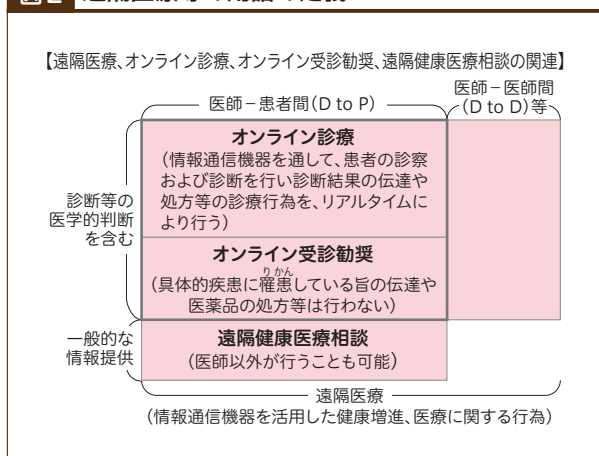 【遠隔医療、オンライン診療、オンライン受診勧奨、遠隔健康医療相談の関連】
医師－患者間(D to P)
医師－医師間
(D to D)等
オンライン診療
(情報通信機器を通して、患者の診察
および診断を行い診断結果の伝達や
処方等の診療行為を、リアルタイムに
より行う)
診断等の
医学的判断
を含む
オンライン受診勧奨
りかん
(具体的疾患に罹患している旨の伝達や
医薬品の処方等は行わない)
一般的な
情報提供
遠隔健康医療相談
(医師以外が行うことも可能)
遠隔医療
(情報通信機器を活用した健康増進、医療に関する行為)